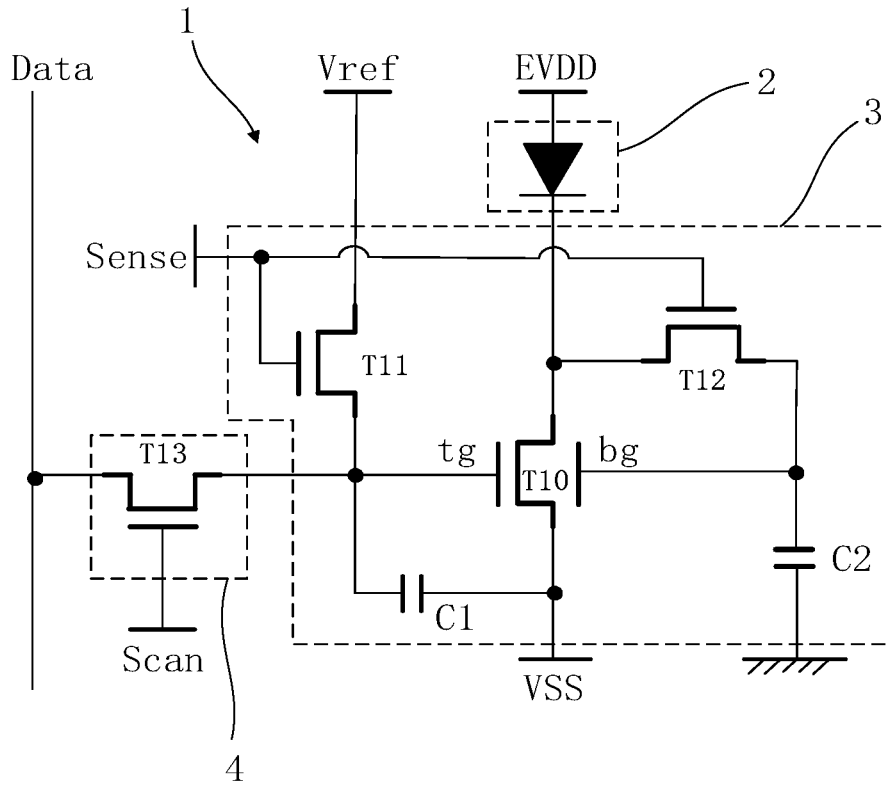 1
Data
Vref
EVDD
2
3
Sense
T11
T12
T13
tg
T10
bg
C2
C1
Scan
VSS
4